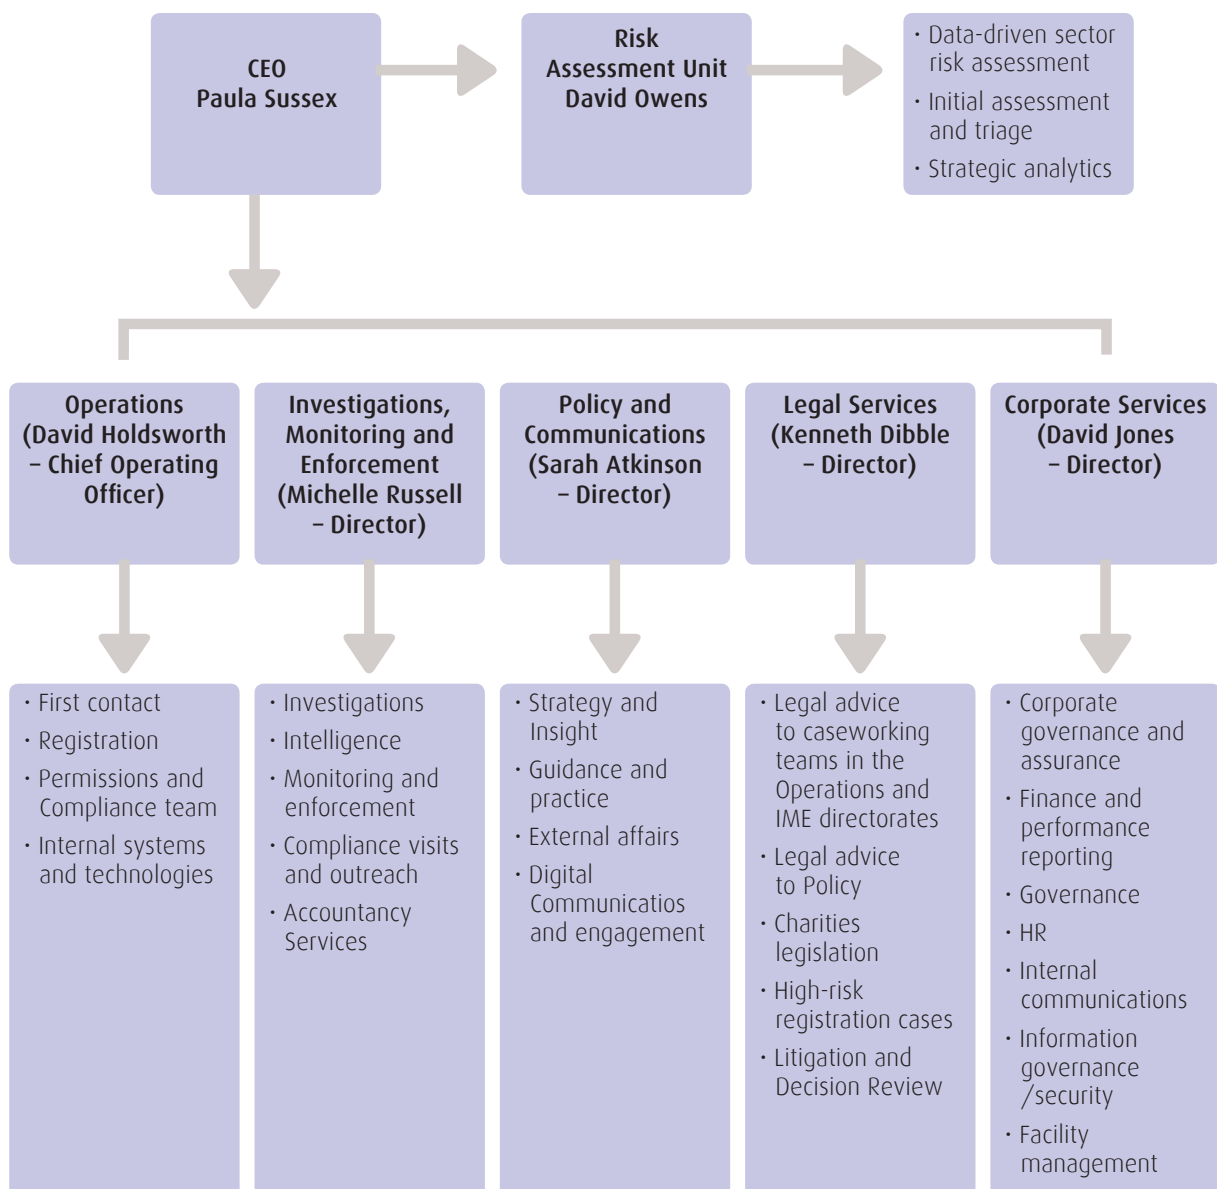 CEO
Paula Sussex
Risk
Assessment Unit
David Owens
· Data-driven sector
risk assessment
· Initial assessment
and triage
· Strategic analytics
Operations
(David Holdsworth
– Chief Operating
Officer)
Investigations,
Monitoring and
Enforcement
(Michelle Russell
– Director)
Policy and
Communications
(Sarah Atkinson
– Director)
Legal Services
(Kenneth Dibble
– Director)
Corporate Services
(David Jones
– Director)
· First contact
· Registration
· Permissions and
Compliance team
· Internal systems
and technologies
· Investigations
· Intelligence
· Monitoring and
enforcement
· Compliance visits
and outreach
· Accountancy
Services
· Strategy and
Insight
· Guidance and
practice
· External affairs
· Digital
Communicatios
and engagement
· Legal advice
to caseworking
teams in the
Operations and
IME directorates
· Legal advice
to Policy
· Charities
legislation
· High-risk
registration cases
· Litigation and
Decision Review
· Corporate
governance and
assurance
· Finance and
performance
reporting
· Governance
· HR
· Internal
communications
· Information
governance
/security
· Facility
management